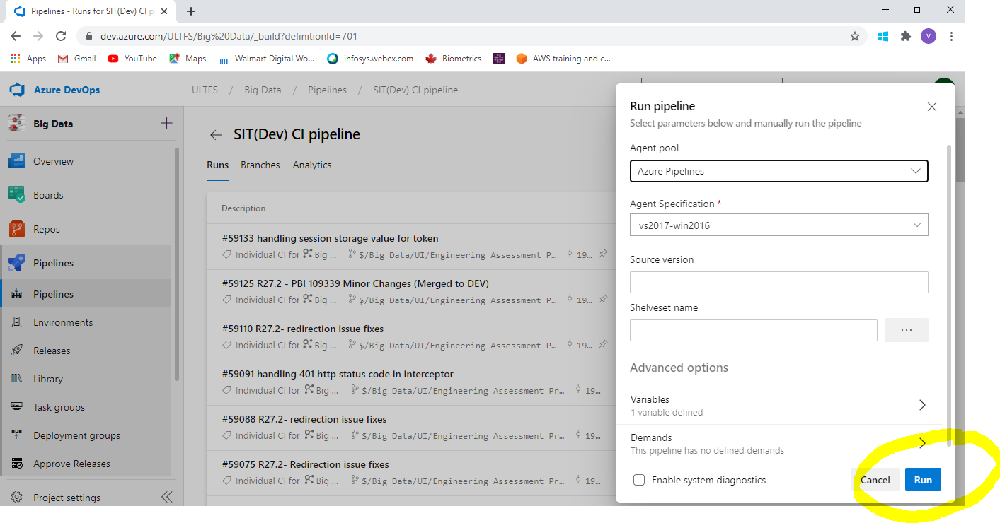 Pipelines - Runs for SIT(Dev) CI p
dev.azure.com/ULTFS/Big%20Data/_build?definitionId=701
V
Apps Gmail YouTube Maps Walmart Digital Wo... infosys.webex.com Biometrics AWS training and c...
Azure DevOps
ULTFS / Big Data / Pipelines / SIT(Dev) CI pipeline
Big Data
Overview
Boards
Repos
Pipelines
Pipelines
Environments
Releases
Library
Task groups
Deployment groups
Approve Releases
Project settings
SIT(Dev) CI pipeline
Runs Branches Analytics
Description
#59133 handling session storage value for token
Individual CI for Big ... $/Big Data/UI/Engineering Assessment P... 19...
#59125 R27.2 - PBI 109339 Minor Changes (Merged to DEV)
Individual CI for Big ... $/Big Data/UI/Engineering Assessment P... 19...
#59110 R27.2- redirection issue fixes
Individual CI for Big ... $/Big Data/UI/Engineering Assessment P... 19...
#59091 handling 401 http status code in interceptor
Individual CI for Big ... $/Big Data/UI/Engineering Assessment Pr... 19...
#59088 R27.2- redirection issue fixes
Individual CI for Big ... $/Big Data/UI/Engineering Assessment Pr... 19...
#59075 R27.2- Redirection issue fixes
Individual CI for Big ... $/Big Data/UI/Engineering Assessment Pr... 19...
Run pipeline
Select parameters below and manually run the pipeline
Agent pool
Azure Pipelines
Agent Specification *
vs2017-win2016
Source version
Shelveset name
...
Advanced options
Variables
1 variable defined
Demands
This pipeline has no defined demands
Enable system diagnostics
Cancel Run